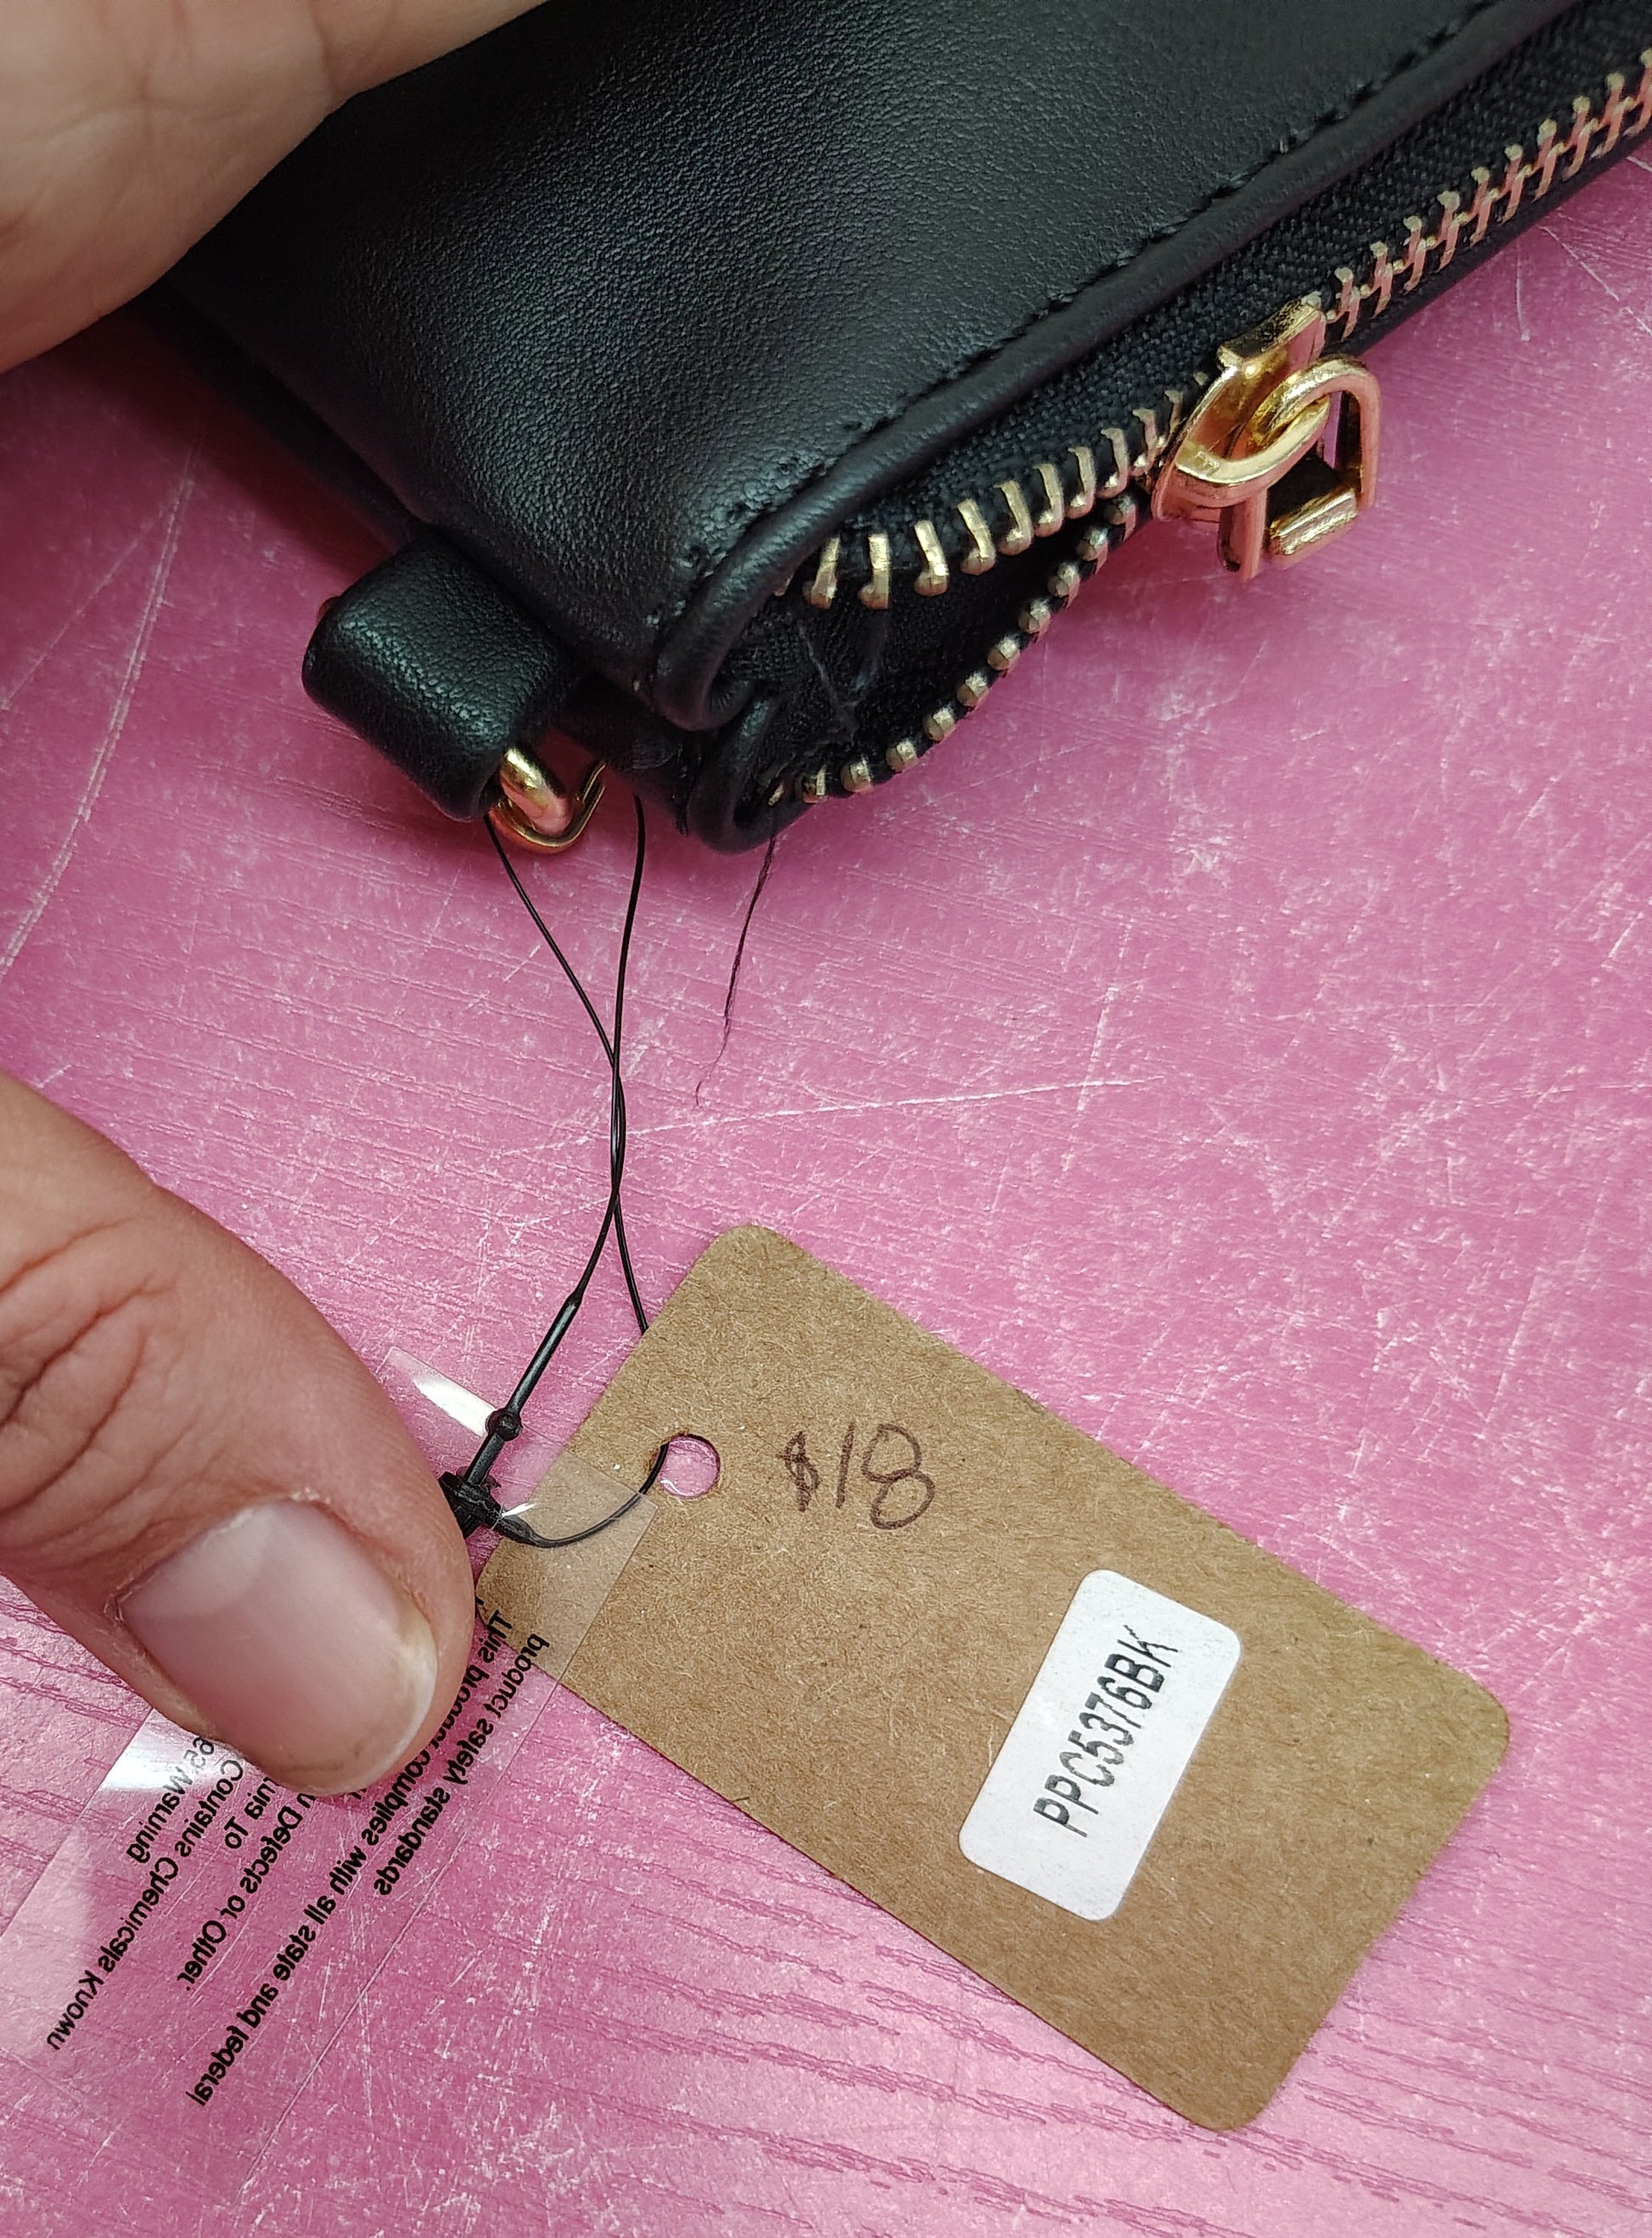 $18
PPC5376BK
65 Warning
Contains Chemicals Known
To
Defects or Other
This product complies with all state and federal
product safety standards